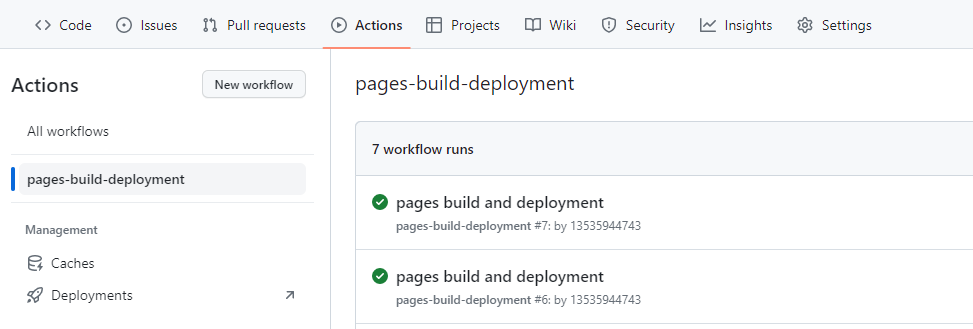 Code Issues Pull requests Actions Projects Wiki Security Insights Settings
Actions New workflow
All workflows
pages-build-deployment
Management
Caches
Deployments
pages-build-deployment
7 workflow runs
pages build and deployment
pages-build-deployment #7: by 13535944743
pages build and deployment
pages-build-deployment #6: by 13535944743